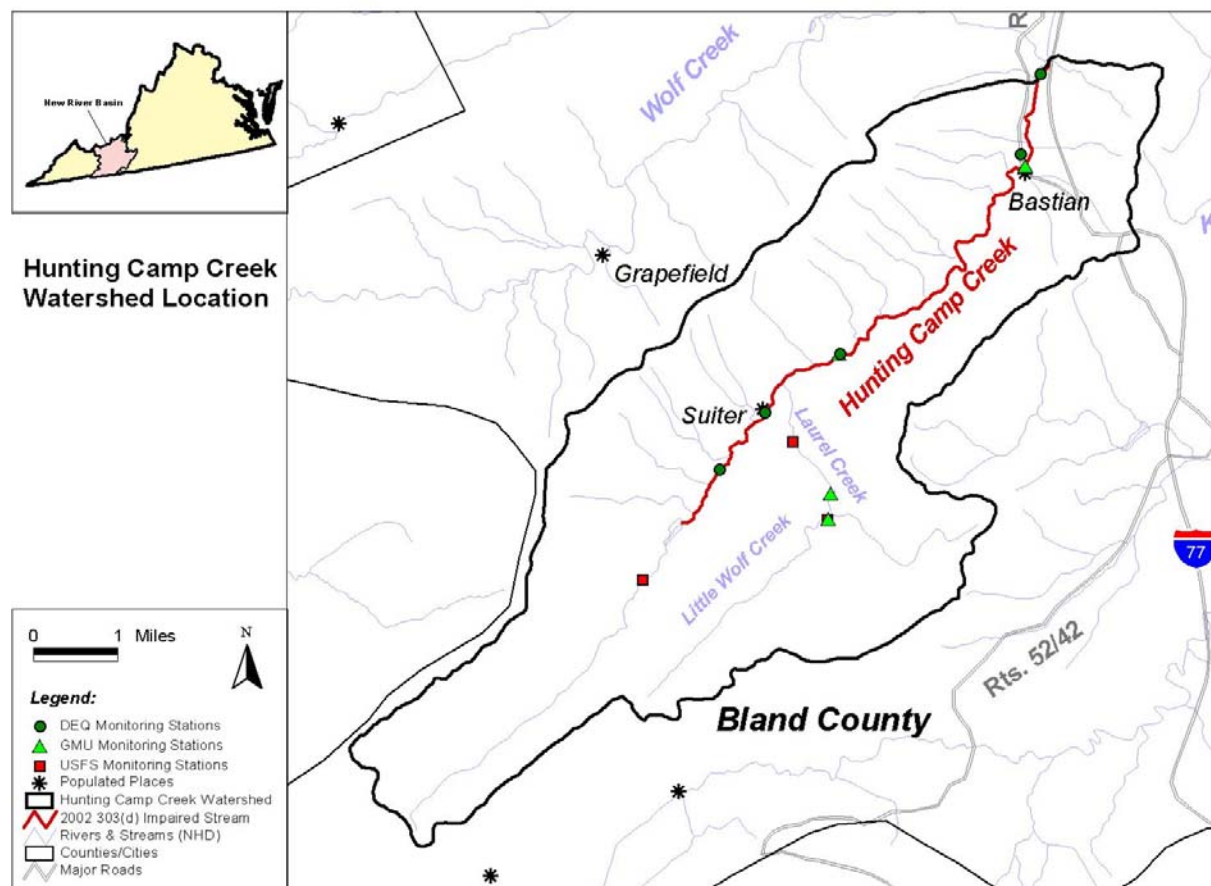 New River Basin
Hunting Camp Creek
Watershed Location
0 1 Miles
N
Legend:
DEQ Monitoring Stations
GMU Monitoring Stations
USFS Monitoring Stations
Populated Places
Hunting Camp Creek Watershed
2002 303(d) Impaired Stream
Rivers & Streams (NHD)
Counties/Cities
Major Roads
R
Wolf Creek
Bastian
K
Grapefield
Hunting Camp Creek
Suiter
Laurel Creek
Little Wolf Creek
77
Rts. 52/42
Bland County